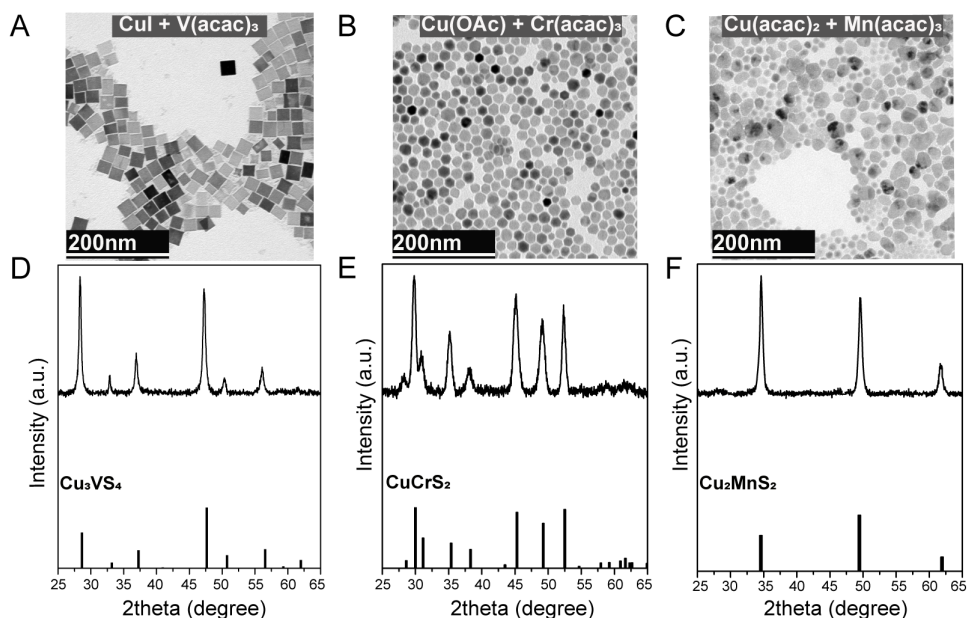 A
CuI + V(acac)₃
200nm
B
Cu(OAc) + Cr(acac)₃
200nm
C
Cu(acac)₂ + Mn(acac)₃
200nm
D
Intensity (a.u.)
Cu₃VS₄
25 30 35 40 45 50 55 60 65
2theta (degree)
E
Intensity (a.u.)
CuCrS₂
25 30 35 40 45 50 55 60 65
2theta (degree)
F
Intensity (a.u.)
Cu₂MnS₂
25 30 35 40 45 50 55 60 65
2theta (degree)